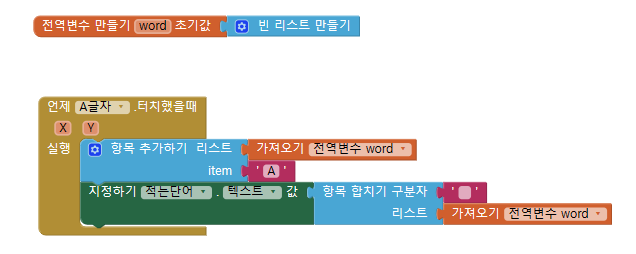 전역변수 만들기 word 초기값 빈 리스트 만들기
언제 A글자 .터치했을때
X Y
실행 항목 추가하기 리스트 가져오기 전역변수 word
item ' A '
지정하기 적는단어 . 텍스트 값 항목 합치기 구분자 ' '
리스트 가져오기 전역변수 word